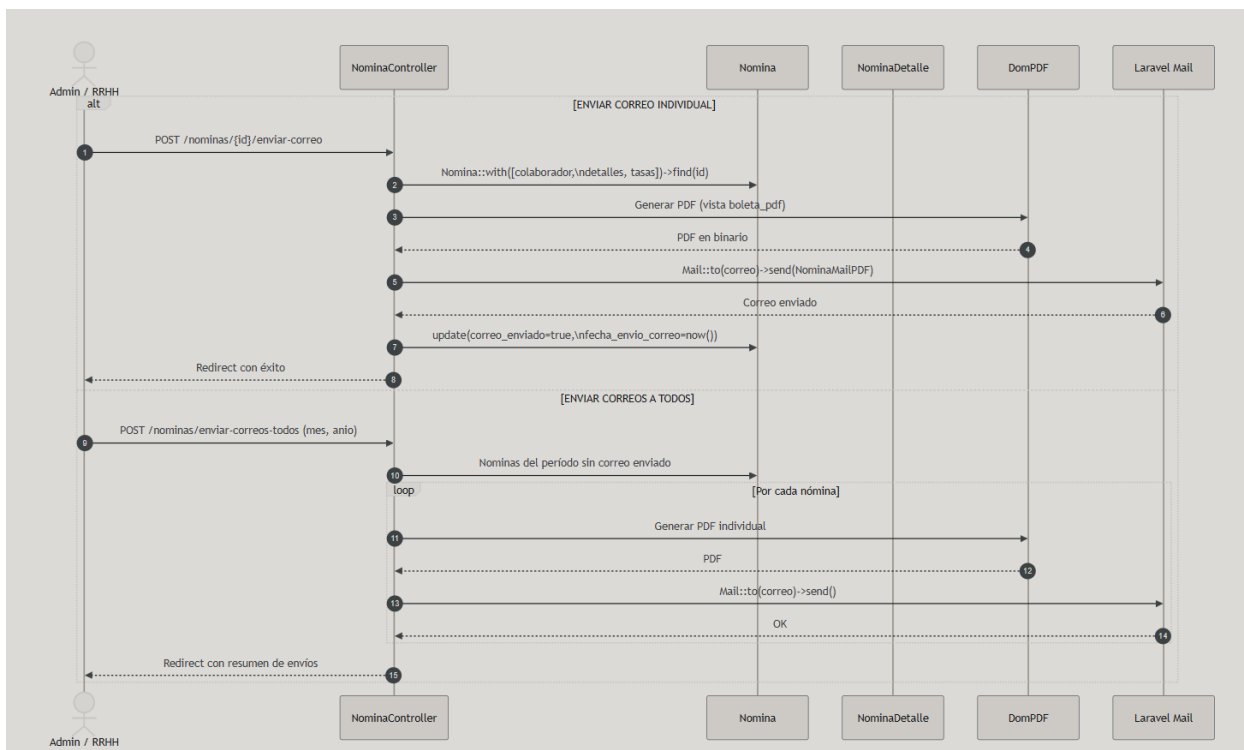 NominaController
Nomina
NominaDetalle
DomPDF
Laravel Mail
Admin / RRHH
alt
[ENVIAR CORREO INDIVIDUAL]
POST /nominas/{id}/enviar-correo
1
Nomina::with([colaborador,\ndetalles, tasas])->find(id)
2
Generar PDF (vista boleta_pdf)
3
PDF en binario
4
Mail::to(correo)->send(NominaMailPDF)
5
Correo enviado
6
update(correo_enviado=true,\nfecha_envio_correo=now())
7
Redirect con éxito
8
[ENVIAR CORREOS A TODOS]
POST /nominas/enviar-correos-todos (mes, anio)
9
Nominas del período sin correo enviado
10
loop
[Por cada nómina]
Generar PDF individual
11
PDF
12
Mail::to(correo)->send()
13
OK
14
Redirect con resumen de envíos
15
NominaController
Nomina
NominaDetalle
DomPDF
Laravel Mail
Admin / RRHH